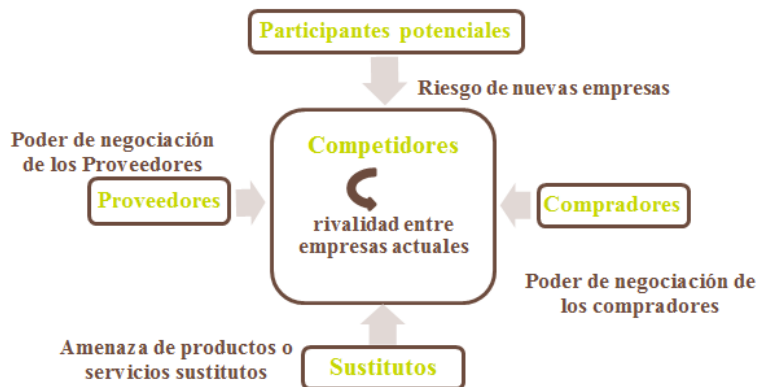 Participantes potenciales
Riesgo de nuevas empresas
Poder de negociación
de los Proveedores
Proveedores
Competidores
rivalidad entre
empresas actuales
Compradores
Poder de negociación de
los compradores
Amenaza de productos o
servicios sustitutos
Sustitutos